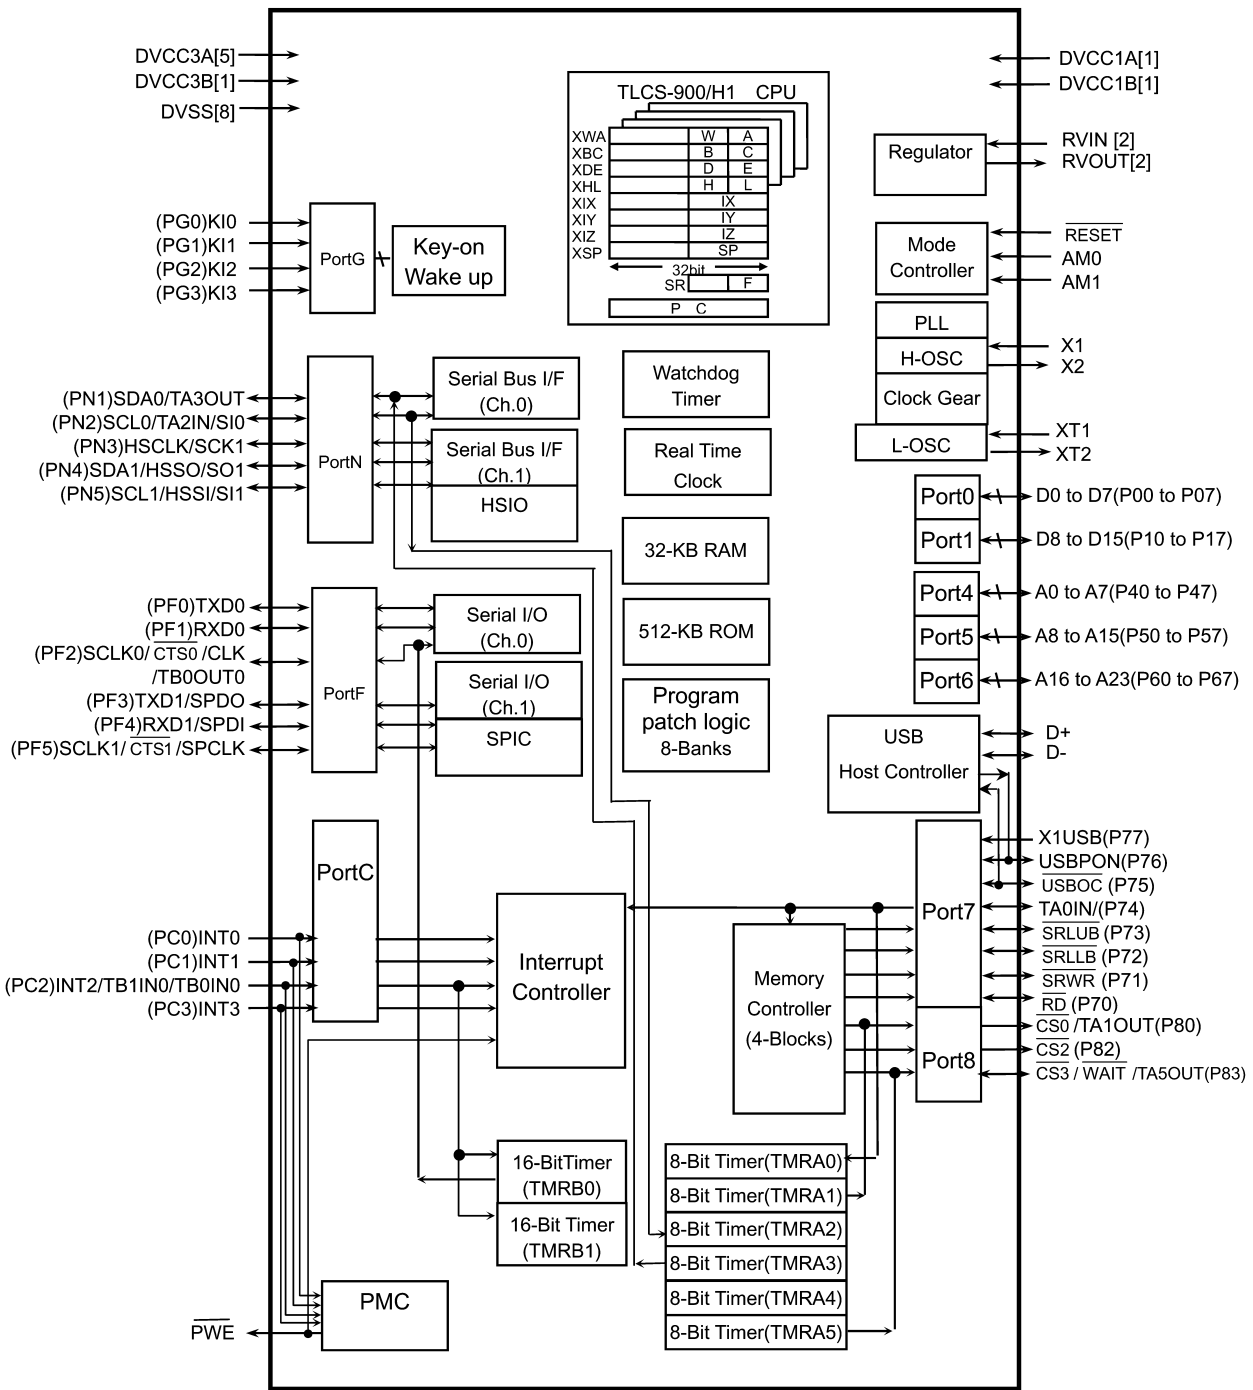 DVCC3A[5]
DVCC3B[1]
DVSS[8]
DVCC1A[1]
DVCC1B[1]
TLCS-900/H1 CPU
XWA W A
XBC B C
XDE D E
XHL H L
XIX IX
XIY IY
XIZ IZ
XSP SP
32bit
SR F
P C
Regulator
RVIN [2]
RVOUT[2]
Mode
Controller
RESET
AM0
AM1
PLL
H-OSC
Clock Gear
L-OSC
X1
X2
XT1
XT2
(PG0)KI0
(PG1)KI1
(PG2)KI2
(PG3)KI3
PortG
Key-on
Wake up
(PN1)SDA0/TA3OUT
(PN2)SCL0/TA2IN/SI0
(PN3)HSCLK/SCK1
(PN4)SDA1/HSSO/SO1
(PN5)SCL1/HSSI/SI1
PortN
Serial Bus I/F
(Ch.0)
Serial Bus I/F
(Ch.1)
HSIO
Watchdog
Timer
Real Time
Clock
32-KB RAM
512-KB ROM
Program
patch logic
8-Banks
Port0
D0 to D7(P00 to P07)
Port1
D8 to D15(P10 to P17)
Port4
A0 to A7(P40 to P47)
Port5
A8 to A15(P50 to P57)
Port6
A16 to A23(P60 to P67)
(PF0)TXD0
(PF1)RXD0
(PF2)SCLK0/ CTS0 /CLK
/TB0OUT0
(PF3)TXD1/SPDO
(PF4)RXD1/SPDI
(PF5)SCLK1/ CTS1 /SPCLK
PortF
Serial I/O
(Ch.0)
Serial I/O
(Ch.1)
SPIC
USB
Host Controller
D+
D-
(PC0)INT0
(PC1)INT1
(PC2)INT2/TB1IN0/TB0IN0
(PC3)INT3
PortC
Interrupt
Controller
Memory
Controller
(4-Blocks)
Port7
Port8
X1USB(P77)
USBPON(P76)
USBOC (P75)
TA0IN/(P74)
SRLUB (P73)
SRLLB (P72)
SRWR (P71)
RD (P70)
CS0 /TA1OUT(P80)
CS2 (P82)
CS3 / WAIT /TA5OUT(P83)
16-BitTimer
(TMRB0)
16-Bit Timer
(TMRB1)
8-Bit Timer(TMRA0)
8-Bit Timer(TMRA1)
8-Bit Timer(TMRA2)
8-Bit Timer(TMRA3)
8-Bit Timer(TMRA4)
8-Bit Timer(TMRA5)
PMC
PWE